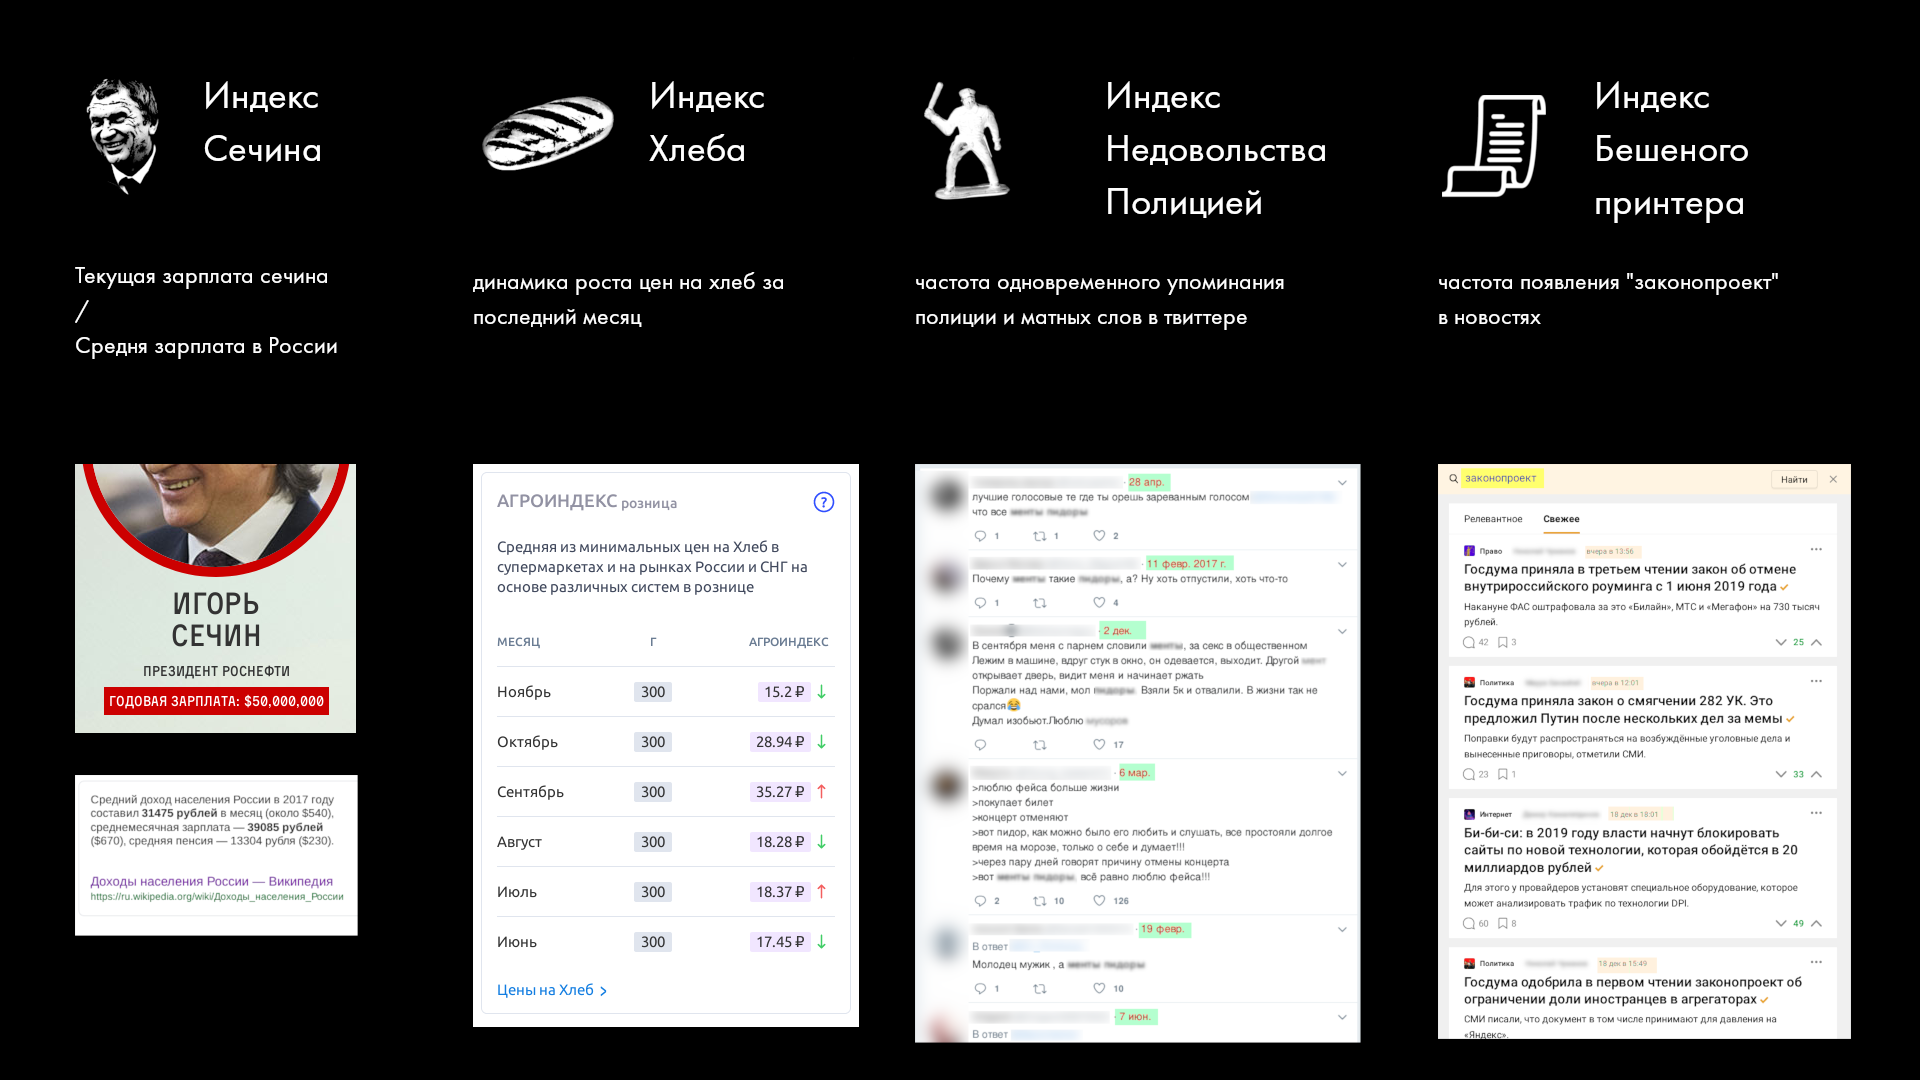 Индекс
Сечина
Текущая зарплата сечина
/
Средня зарплата в России
ИГОРЬ
СЕЧИН
ПРЕЗИДЕНТ РОСНЕФТИ
ГОДОВАЯ ЗАРПЛАТА: $50,000,000
Средний доход населения России в 2017 году
составил 31475 рублей в месяц (около $540),
среднемесячная зарплата — 39085 рублей
($670), средняя пенсия — 13304 рубля ($230).
Доходы населения России — Википедия
https://ru.wikipedia.org/wiki/Доходы_населения_России
Индекс
Хлеба
динамика роста цен на хлеб за
последний месяц
АГРОИНДЕКС розница
?
Средняя из минимальных цен на Хлеб в
супермаркетах и на рынках России и СНГ на
основе различных систем в рознице
МЕСЯЦ Г АГРОИНДЕКС
Ноябрь 300 15.2 ₽ ↓
Октябрь 300 28.94 ₽ ↓
Сентябрь 300 35.27 ₽ ↑
Август 300 18.28 ₽ ↓
Июль 300 18.37 ₽ ↑
Июнь 300 17.45 ₽ ↓
Цены на Хлеб >
Индекс
Недовольства
Полицией
частота одновременного упоминания
полиции и матных слов в твиттере
· 28 апр.
лучшие голосовые те где ты орешь зареванным голосом
что все менты пидоры
1 1 2
· 11 февр. 2017 г.
Почему менты такие пидоры, а? Ну хоть отпустили, хоть что-то
1 4
· 2 дек.
В сентября меня с парнем словили менты, за секс в общественном
Лежим в машине, вдруг стук в окно, он одевается, выходит. Другой мент
открывает дверь, видит меня и начинает ржать
Поржали над нами, мол пидоры. Взяли 5к и отвалили. В жизни так не
срался😂
Думал изобьют.Люблю мусоров
17
· 6 мар.
>люблю фейса больше жизни
>покупает билет
>концерт отменяют
>вот пидор, как можно было его любить и слушать, все простояли долгое
время на морозе, только о себе и думает!!!
>через пару дней говорят причину отмены концерта
>вот менты пидоры, всё равно люблю фейса!!!
2 10 126
· 19 февр.
В ответ
Молодец мужик , а менты пидоры
1 10
· 7 июн.
В ответ
Индекс
Бешеного
принтера
частота появления "законопроект"
в новостях
законопроект Найти ×
Релевантное Свежее
Право вчера в 13:56
Госдума приняла в третьем чтении закон об отмене
внутрироссийского роуминга с 1 июня 2019 года
Накануне ФАС оштрафовала за это «Билайн», МТС и «Мегафон» на 730 тысяч
рублей.
42 3 25
Политика вчера в 12:01
Госдума приняла закон о смягчении 282 УК. Это
предложил Путин после нескольких дел за мемы
Поправки будут распространяться на возбуждённые уголовные дела и
вынесенные приговоры, отметили СМИ.
23 1 33
Интернет 18 дек в 18:01
Би-би-си: в 2019 году власти начнут блокировать
сайты по новой технологии, которая обойдётся в 20
миллиардов рублей
Для этого у провайдеров установят специальное оборудование, которое
может анализировать трафик по технологии DPI.
60 8 49
Политика 18 дек в 15:49
Госдума одобрила в первом чтении законопроект об
ограничении доли иностранцев в агрегаторах
СМИ писали, что документ в том числе принимают для давления на
«Яндекс».